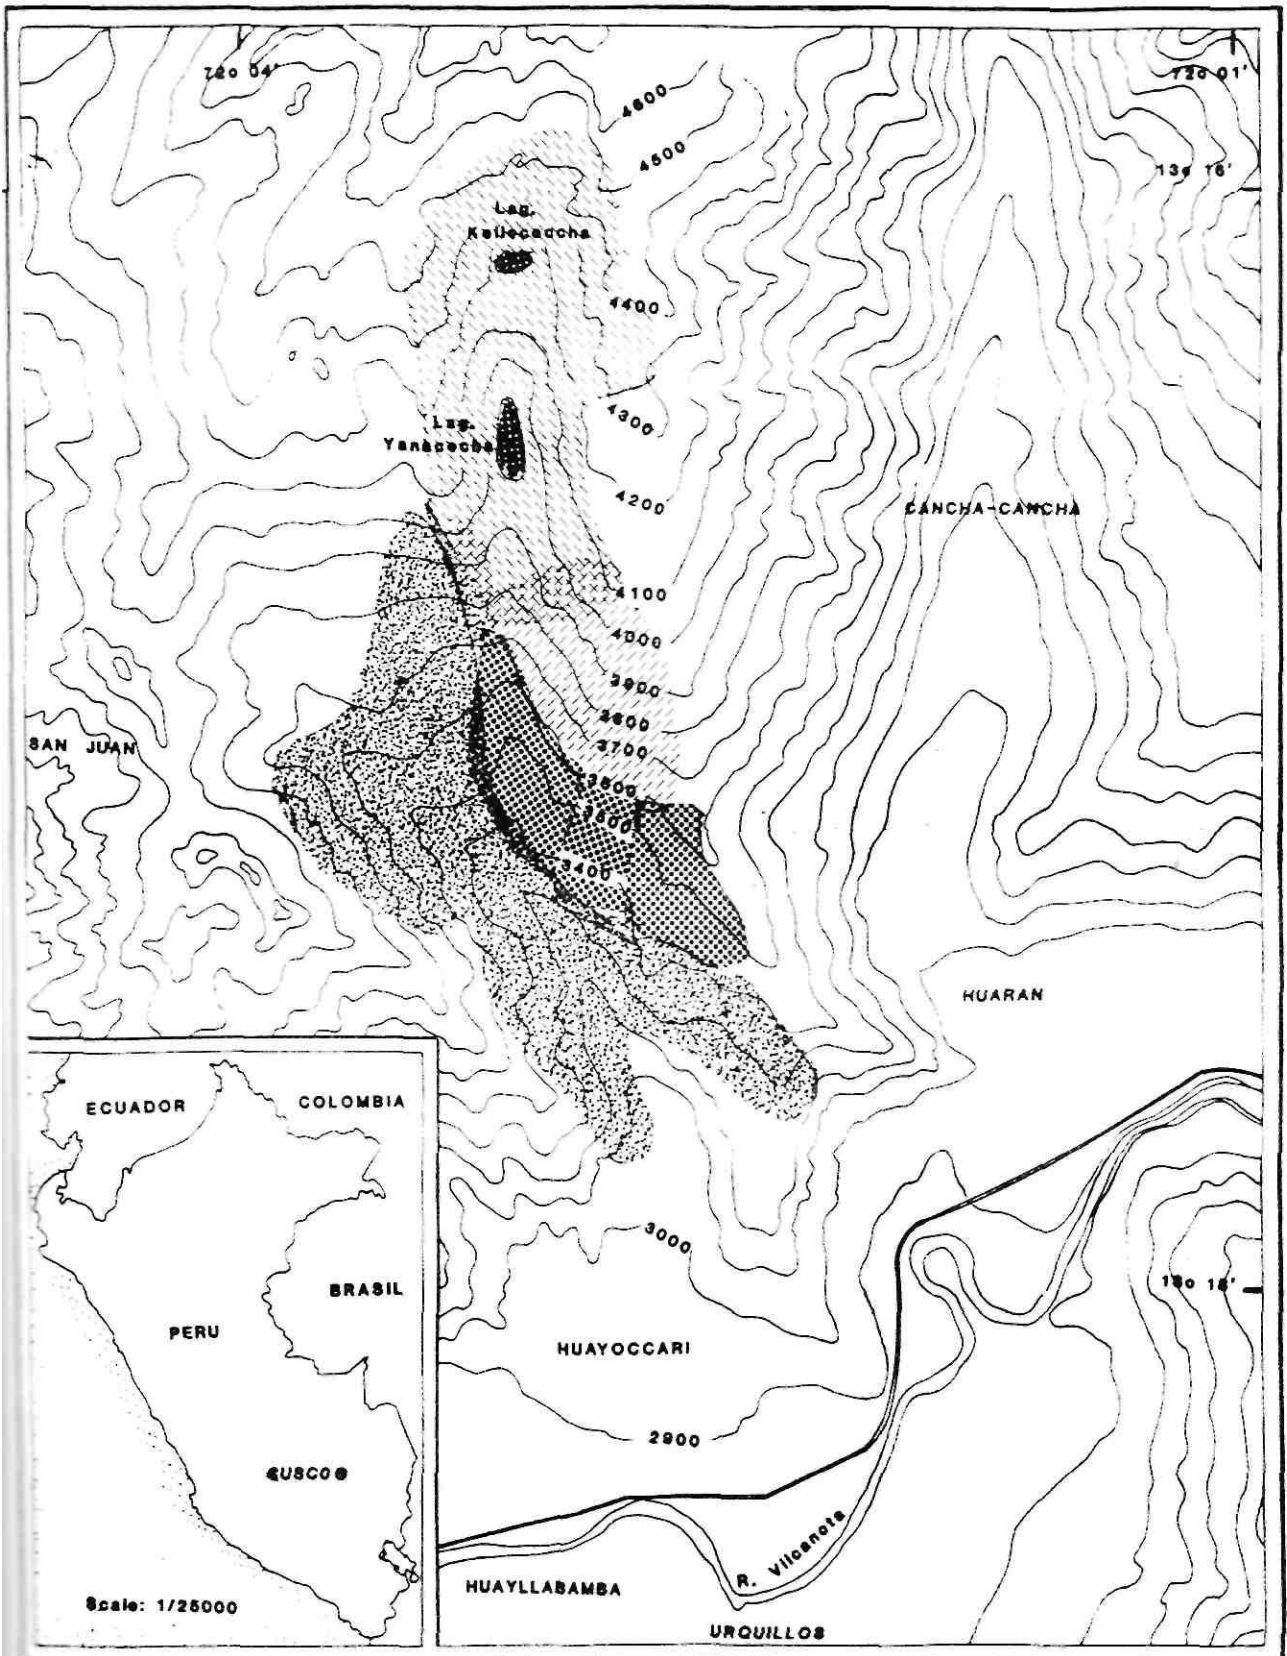 72o 04'
72o 01'
4600
4500
13o 16'
Lag.
Kellecaocha
4400
4300
Lag.
Yanacocha
4200
CANCHA-CANCHA
4100
4000
3900
3800
3700
SAN JUAN
3600
3500
3400
HUARAN
ECUADOR
COLOMBIA
3000
BRASIL
13o 18'
PERU
HUAYOCCARI
2900
CUSCO
R. Vilcanota
HUAYLLABAMBA
Scale: 1/25000
URQUILLOS